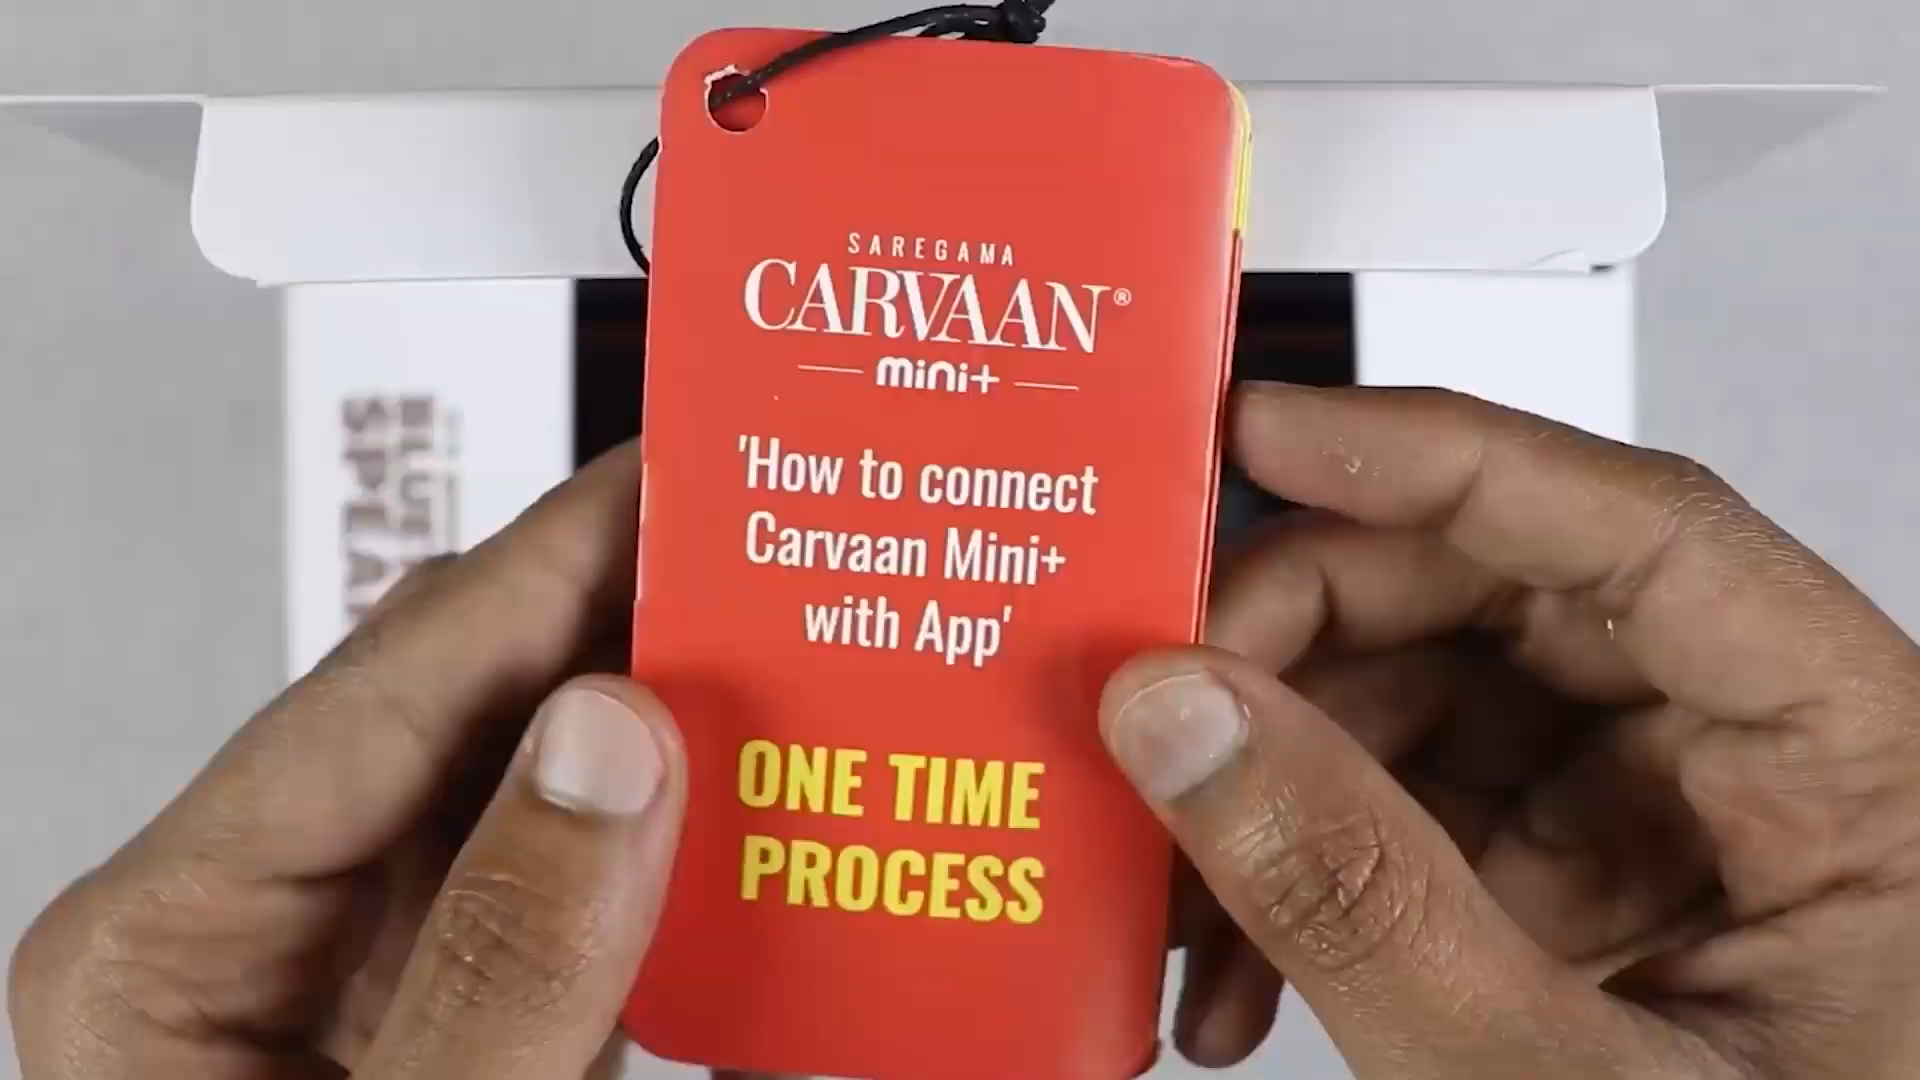 SAREGAMA
CARVAAN®
mini+
'How to connect
Carvaan Mini+
with App'
ONE TIME
PROCESS